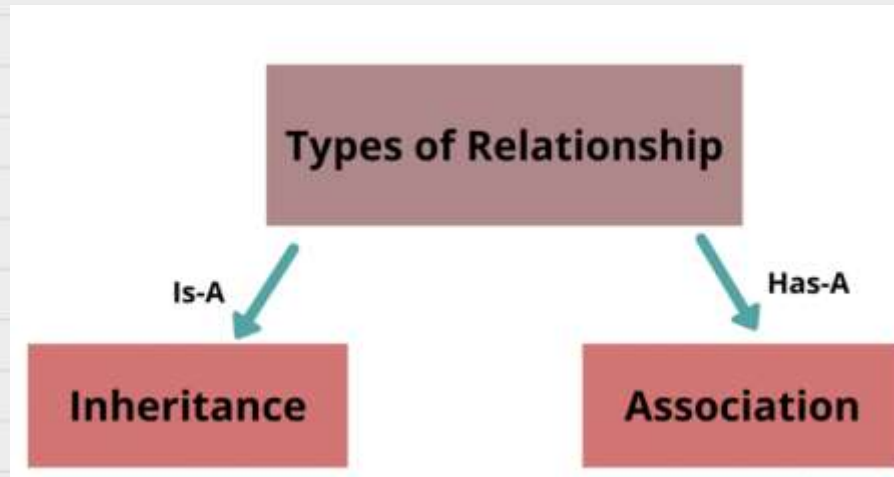 Types of Relationship
Is-A
Has-A
Inheritance
Association